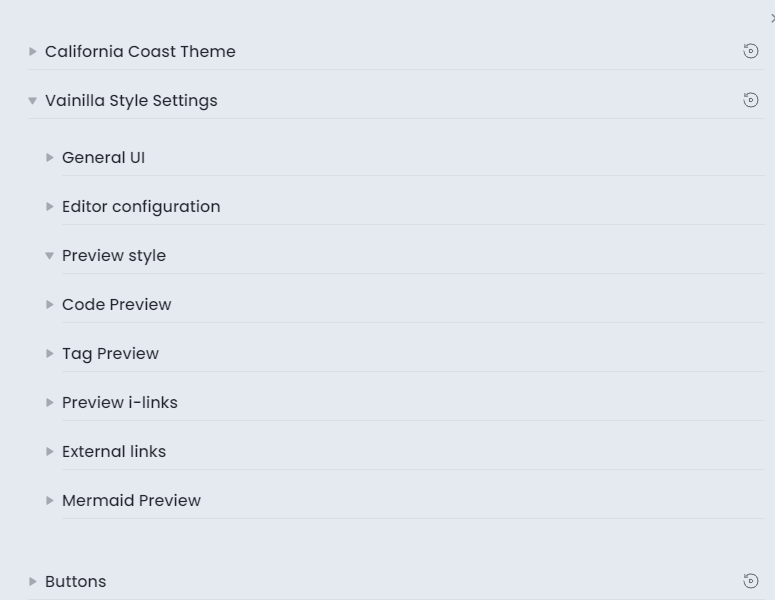 California Coast Theme
Vainilla Style Settings
General UI
Editor configuration
Preview style
Code Preview
Tag Preview
Preview i-links
External links
Mermaid Preview
Buttons